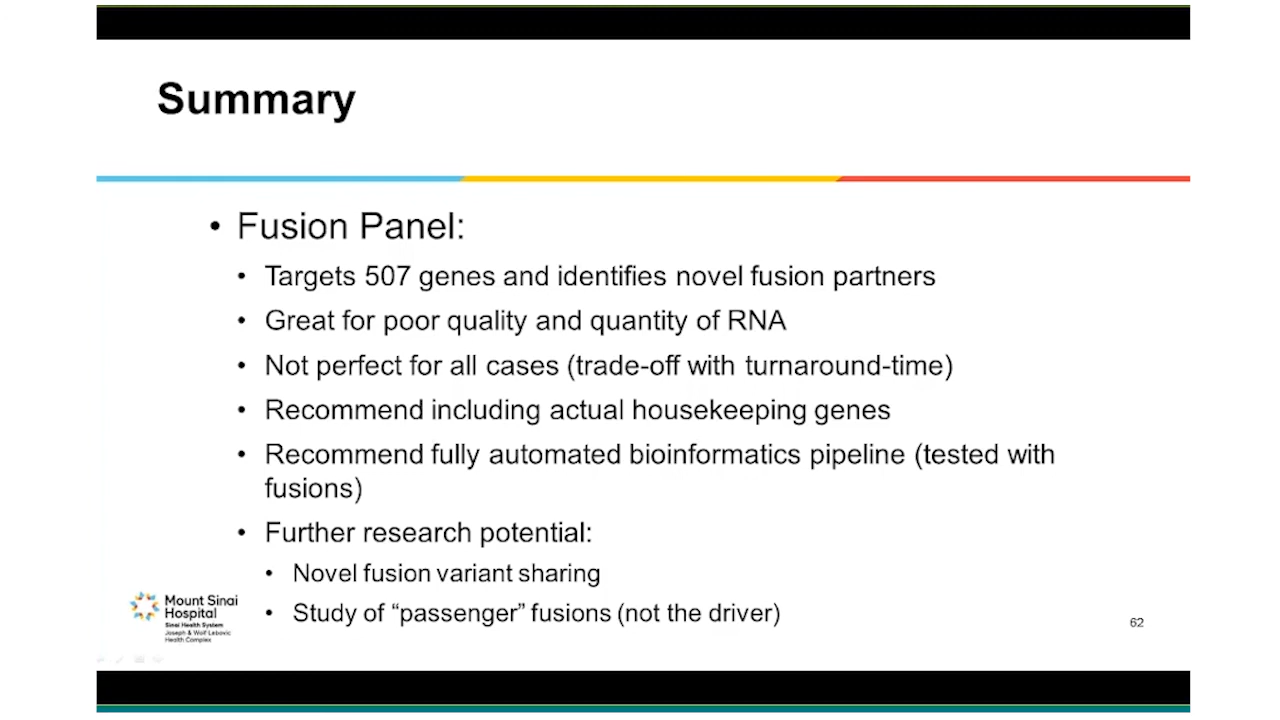 Summary
• Fusion Panel:
• Targets 507 genes and identifies novel fusion partners
• Great for poor quality and quantity of RNA
• Not perfect for all cases (trade-off with turnaround-time)
• Recommend including actual housekeeping genes
• Recommend fully automated bioinformatics pipeline (tested with
fusions)
• Further research potential:
• Novel fusion variant sharing
• Study of “passenger” fusions (not the driver)
Mount Sinai
Hospital
Sinai Health System
Joseph & Wolf Lebovic
Health Complex
62